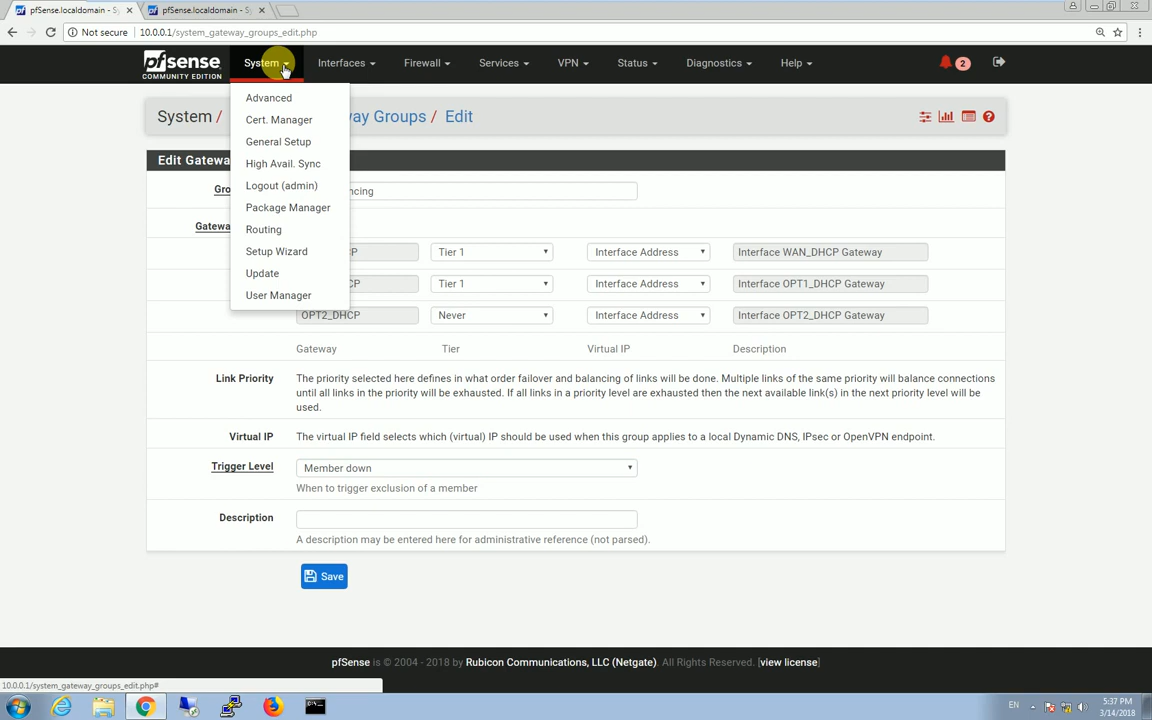 pfSense.localdomain - Sy
pfSense.localdomain - Sy
Not secure 10.0.0.1/system_gateway_groups_edit.php
pfsense
COMMUNITY EDITION
System Interfaces Firewall Services VPN Status Diagnostics Help 2
Advanced
Cert. Manager
General Setup
High Avail. Sync
Logout (admin)
Package Manager
Routing
Setup Wizard
Update
User Manager
System / way Groups / Edit
Edit Gatewa
Gro ncing
Gatewa
CP Tier 1 Interface Address Interface WAN_DHCP Gateway
CP Tier 1 Interface Address Interface OPT1_DHCP Gateway
OPT2_DHCP Never Interface Address Interface OPT2_DHCP Gateway
Gateway Tier Virtual IP Description
Link Priority The priority selected here defines in what order failover and balancing of links will be done. Multiple links of the same priority will balance connections
until all links in the priority will be exhausted. If all links in a priority level are exhausted then the next available link(s) in the next priority level will be
used.
Virtual IP The virtual IP field selects which (virtual) IP should be used when this group applies to a local Dynamic DNS, IPsec or OpenVPN endpoint.
Trigger Level Member down
When to trigger exclusion of a member
Description
A description may be entered here for administrative reference (not parsed).
Save
pfSense is © 2004 - 2018 by Rubicon Communications, LLC (Netgate). All Rights Reserved. [view license]
10.0.0.1/system_gateway_groups_edit.php#
EN 5:37 PM
3/14/2018